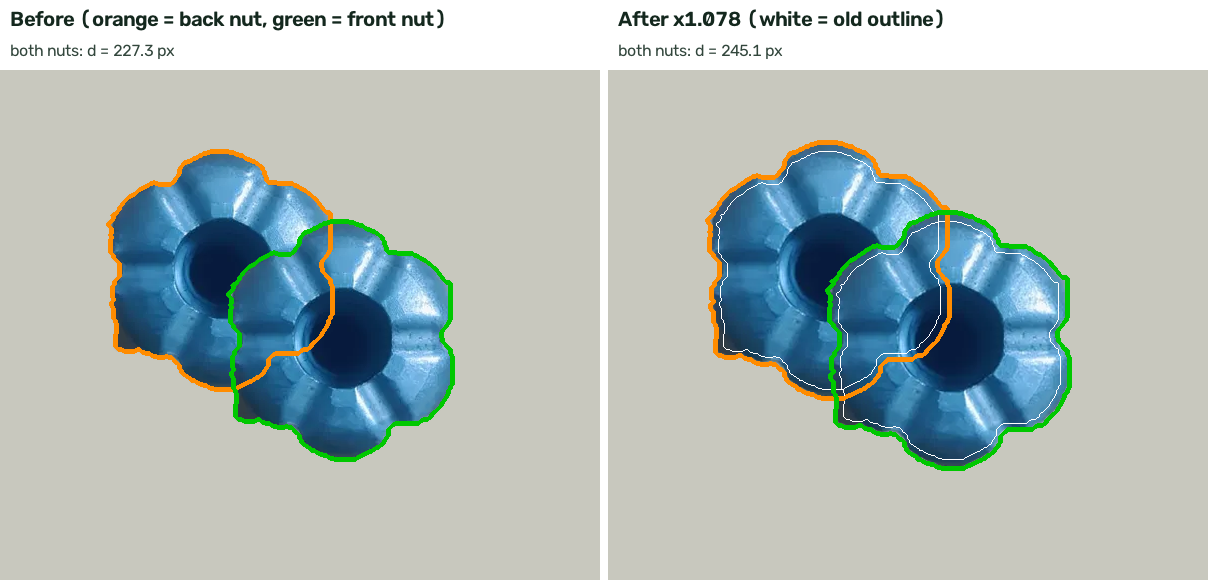 Before (orange = back nut, green = front nut)
both nuts: d = 227.3 px
After x1.078 (white = old outline)
both nuts: d = 245.1 px